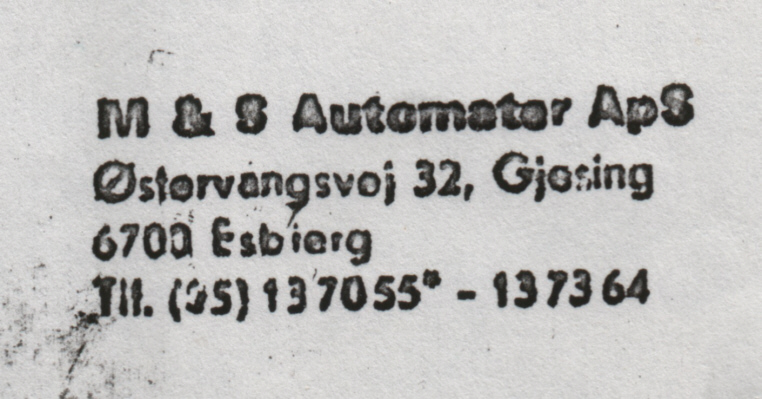 M & S Automater ApS
Østervangsvej 32, Gjesing
6700 Esbjerg
Tlf. (05) 137055* - 137364